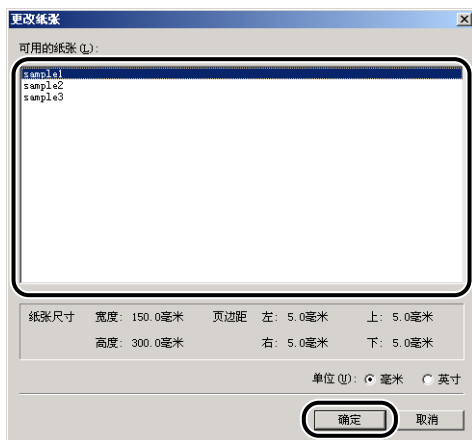 更改纸张
可用的纸张(L):
sample1
sample2
sample3
纸张尺寸 宽度: 150.0毫米 页边距 左: 5.0毫米 上: 5.0毫米
高度: 300.0毫米 右: 5.0毫米 下: 5.0毫米
单位(U): 毫米 英寸
确定 取消